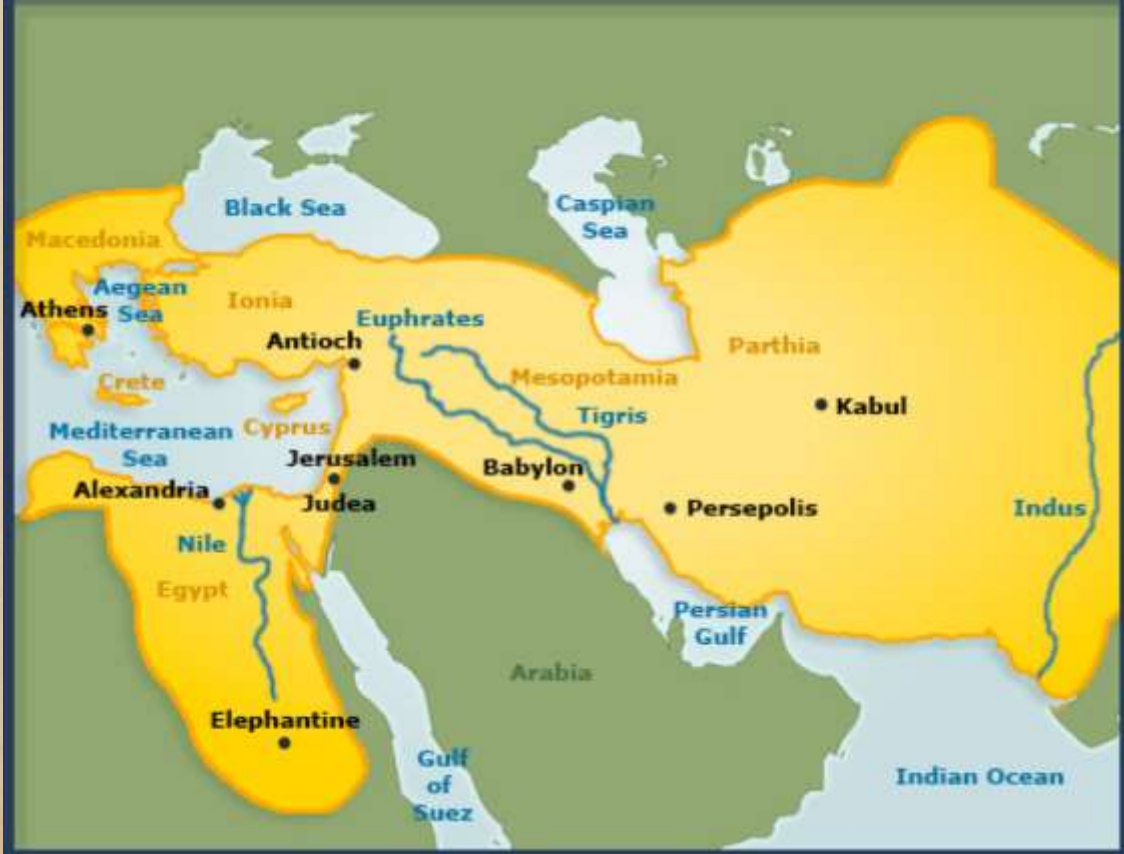 Black Sea
Caspian
Sea
Macedonia
Aegean
Sea
Athens
Ionia
Euphrates
Antioch
Parthia
Crete
Mesopotamia
Kabul
Tigris
Mediterranean
Sea
Cyprus
Jerusalem
Babylon
Alexandria
Judea
Persepolis
Indus
Nile
Egypt
Persian
Gulf
Arabia
Elephantine
Gulf
of
Suez
Indian Ocean